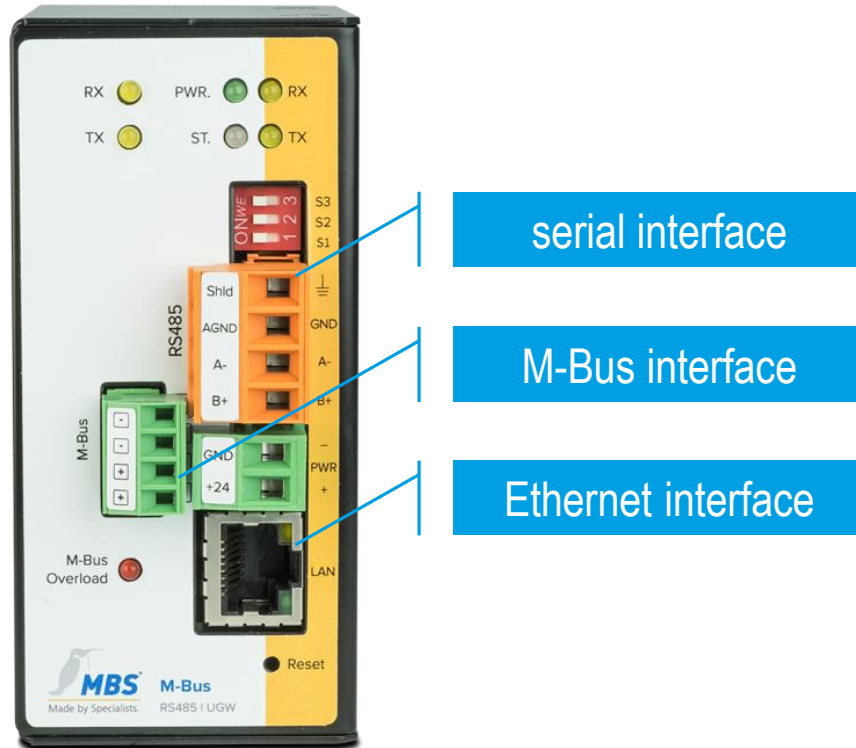 RX PWR. RX
TX ST. TX
ON WE
1 2 3
S3
S2
S1
serial interface
RS485
Shld
AGND GND
A- A-
B+ B+
M-Bus interface
M-Bus
-
-
+
+
GND -
PWR
+24 +
Ethernet interface
LAN
M-Bus
Overload
Reset
MBS
Made by Specialists.
M-Bus
RS485 | UGW